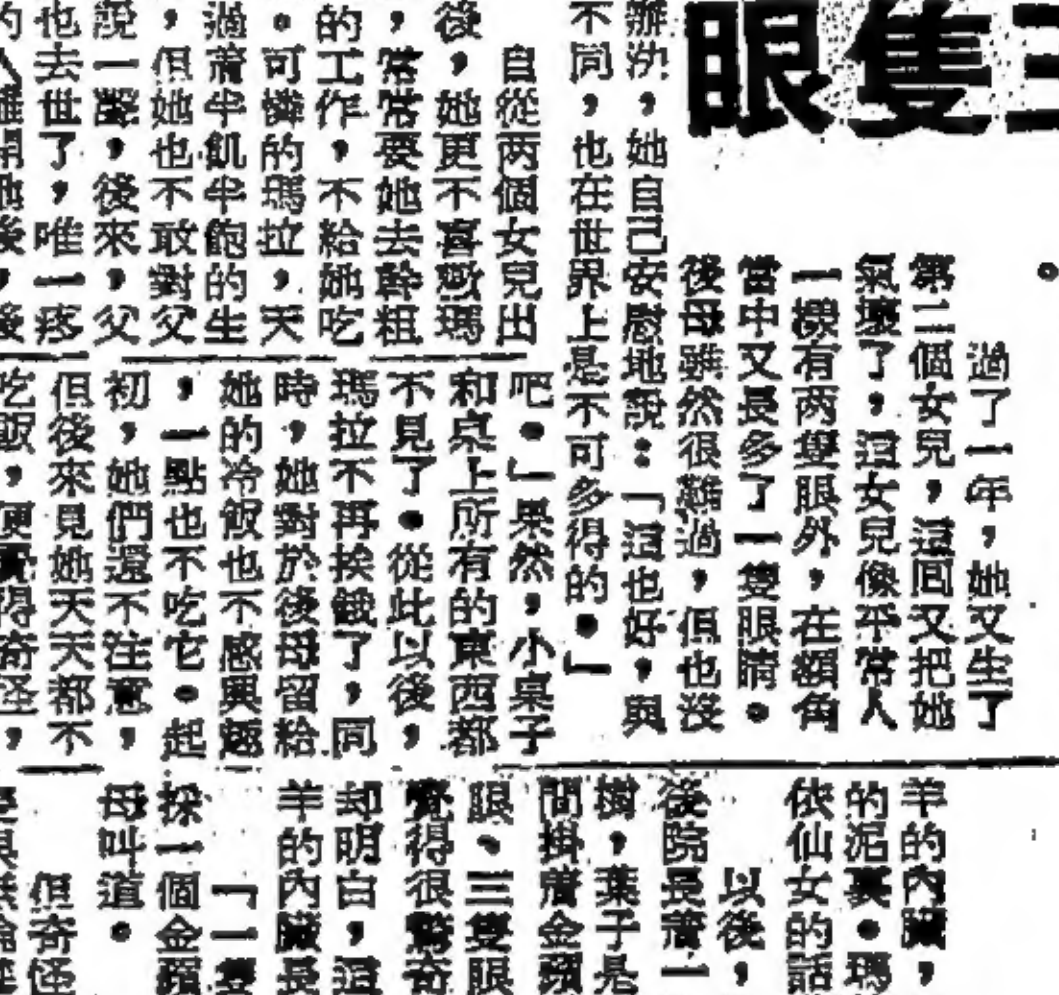 三隻眼
。
過了一年，她又生了
第二個女兒，這囘又把她
氣壞了，這女兒像平常人
一樣有两隻眼外，在額角
當中又長多了一隻眼睛。
後母雖然很難過，但也沒
辦法，她自己安慰地說：「這也好，與
不同，也在世界上是不可多得的。」
自從两個女兒出
後，她更不喜歡瑪
，常常要她去幹粗
的工作，不給她吃
。可憐的瑪拉，天
過着半飢半飽的生
，但她也不敢對父
說一聲，後來，父
也去世了，唯一疼
的人離開她後，後
吧。」果然，小桌子
和桌上所有的東西都
不見了。從此以後，
瑪拉不再挨餓了，同
時，她對於後母留給
她的冷飯也不感興趣
，一點也不吃它。起
初，她們還不注意，
但後來見她天天都不
吃飯，便覺得奇怪，
羊的內臟，
的泥裏。瑪
依仙女的話
以後，
後院長着一
樹，葉子是
間掛着金蘋
眼、三隻眼
覺得很驚奇
却明白，這
羊的內臟長
「一隻
採一個金蘋
母叫道。
但奇怪